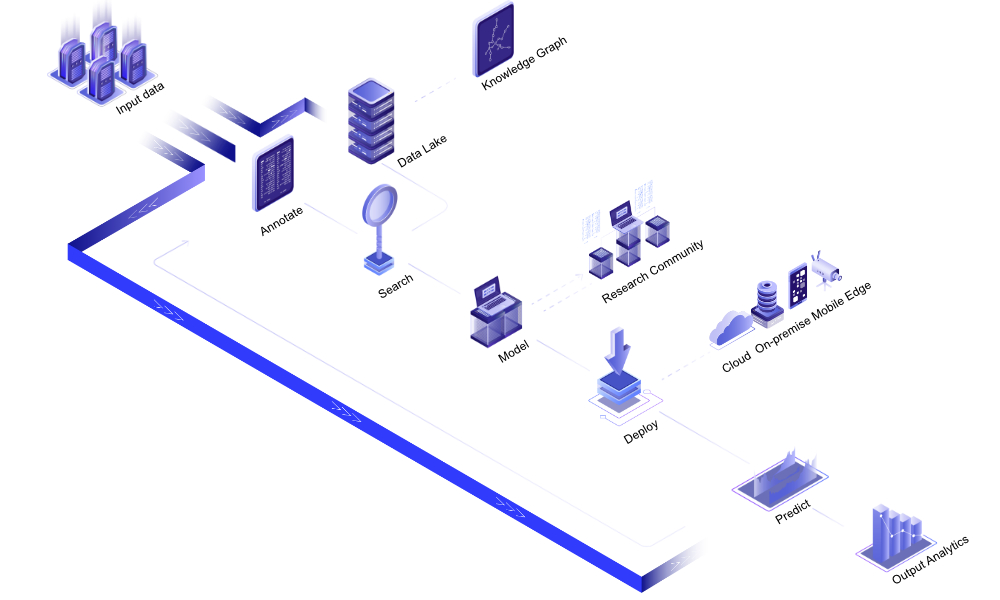 Input data
Knowledge Graph
Data Lake
Annotate
Search
Research Community
Model
Cloud On-premise Mobile Edge
Deploy
Predict
Output Analytics